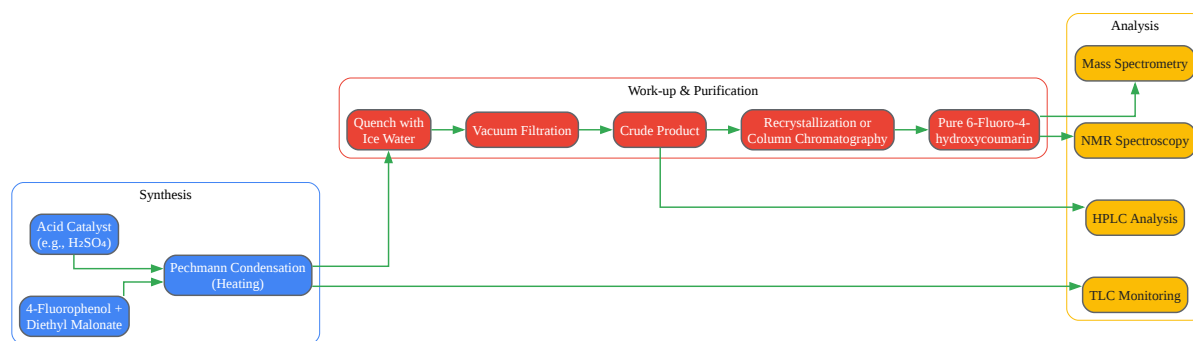 Analysis
Mass Spectrometry
Work-up & Purification
Quench with
Ice Water
Vacuum Filtration
Crude Product
Recrystallization or
Column Chromatography
Pure 6-Fluoro-4-
hydroxycoumarin
NMR Spectroscopy
Synthesis
Acid Catalyst
(e.g., H₂SO₄)
HPLC Analysis
Pechmann Condensation
(Heating)
4-Fluorophenol +
Diethyl Malonate
TLC Monitoring